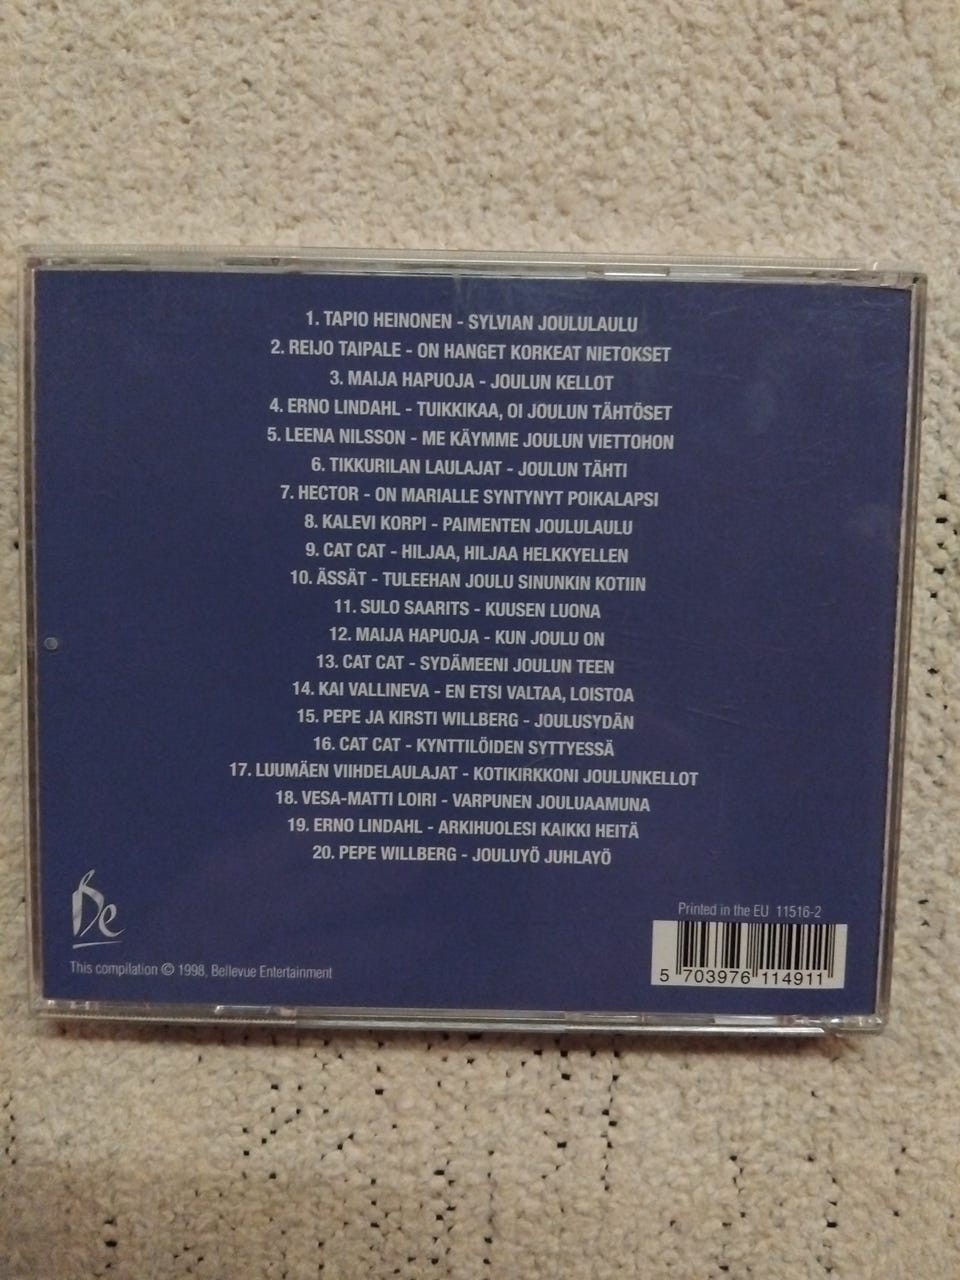 1. TAPIO HEINONEN - SYLVIAN JOULULAULU
2. REIJO TAIPALE - ON HANGET KORKEAT NIETOKSET
3. MAIJA HAPUOJA - JOULUN KELLOT
4. ERNO LINDAHL - TUIKKIKAA, OI JOULUN TÄHTÖSET
5. LEENA NILSSON - ME KÄYMME JOULUN VIETTOHON
6. TIKKURILAN LAULAJAT - JOULUN TÄHTI
7. HECTOR - ON MARIALLE SYNTYNYT POIKALAPSI
8. KALEVI KORPI - PAIMENTEN JOULULAULU
9. CAT CAT - HILJAA, HILJAA HELKKYELLEN
10. ÄSSÄT - TULEEHAN JOULU SINUNKIN KOTIIN
11. SULO SAARITS - KUUSEN LUONA
12. MAIJA HAPUOJA - KUN JOULU ON
13. CAT CAT - SYDÄMEENI JOULUN TEEN
14. KAI VALLINEVA - EN ETSI VALTAA, LOISTOA
15. PEPE JA KIRSTI WILLBERG - JOULUSYDÄN
16. CAT CAT - KYNTTILÖIDEN SYTTYESSÄ
17. LUUMÄEN VIIHDELAULAJAT - KOTIKIRKKONI JOULUNKELLOT
18. VESA-MATTI LOIRI - VARPUNEN JOULUAAMUNA
19. ERNO LINDAHL - ARKIHUOLESI KAIKKI HEITÄ
20. PEPE WILLBERG - JOULUYÖ JUHLAYÖ
Be
This compilation © 1998, Bellevue Entertainment
Printed in the EU 11516-2
5 703976 114911